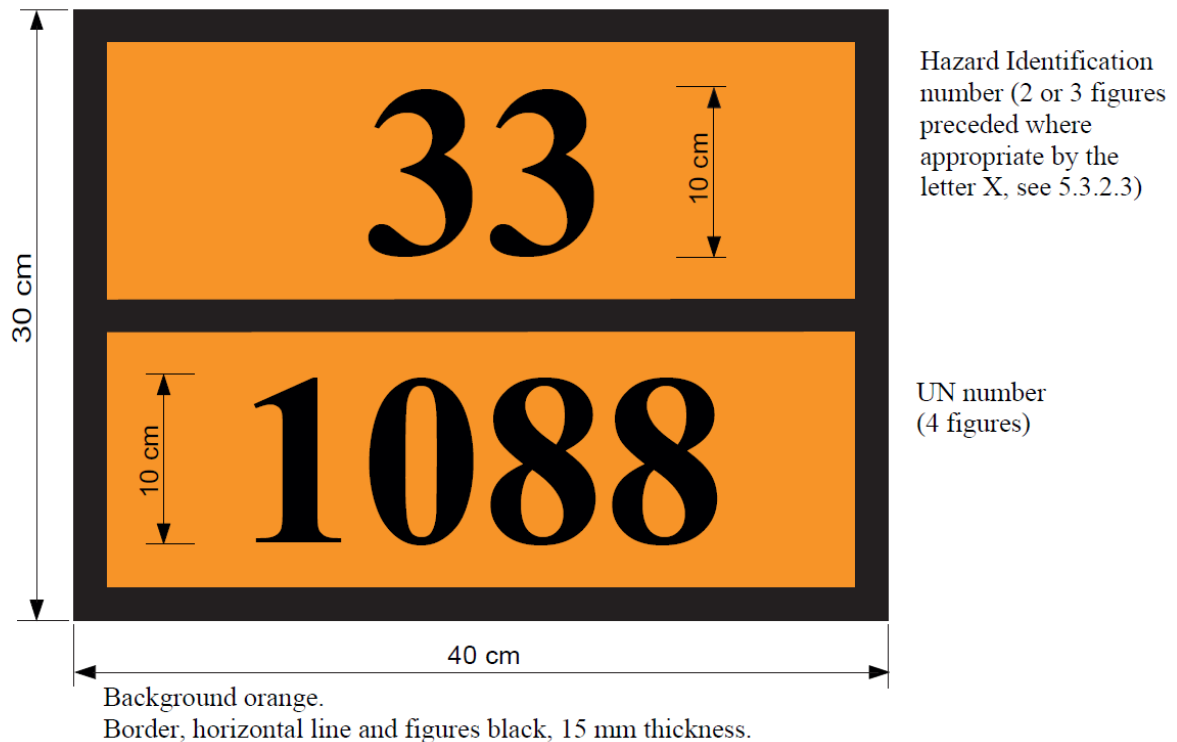 33
10 cm
Hazard Identification
number (2 or 3 figures
preceded where
appropriate by the
letter X, see 5.3.2.3)
30 cm
1088
10 cm
UN number
(4 figures)
40 cm
Background orange.
Border, horizontal line and figures black, 15 mm thickness.